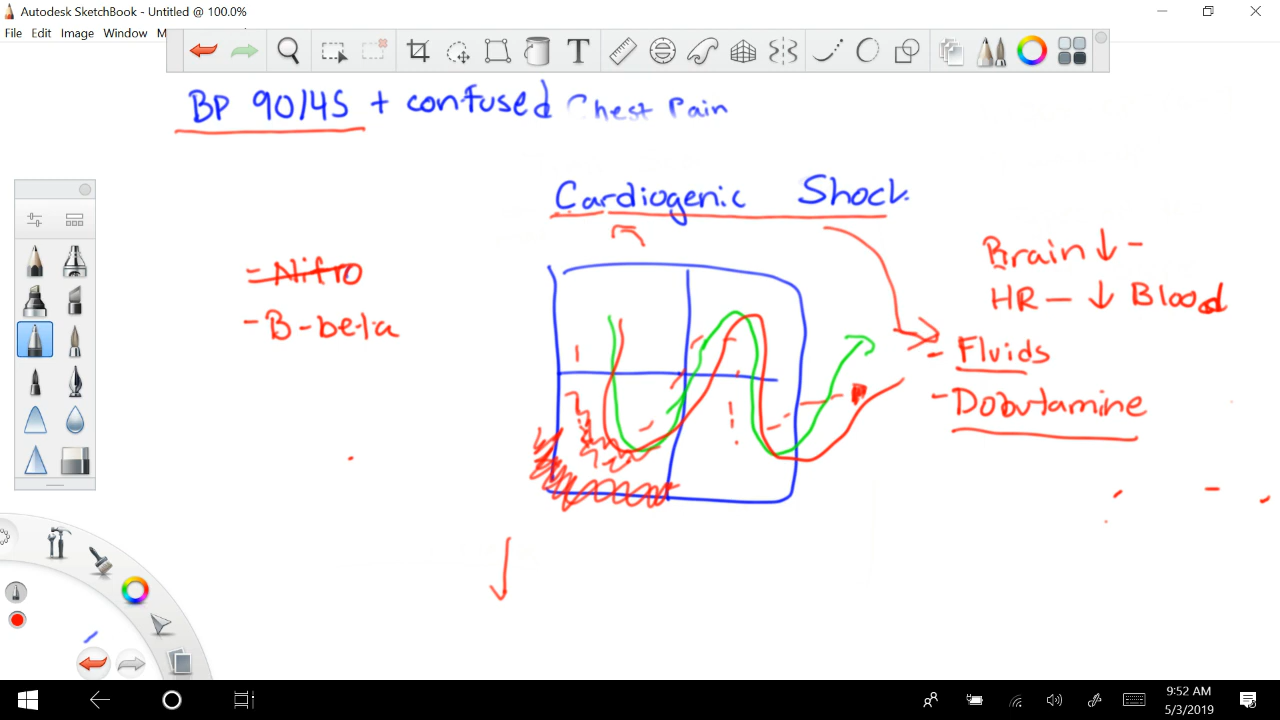 Autodesk SketchBook - Untitled @ 100.0%
File Edit Image Window M
T
BP 90/45 + confused Chest Pain
Cardiogenic Shock.
- Nitro
- B-beta
Brain ↓ -
HR - ↓ Blood
- Fluids
- Dobutamine
9:52 AM
5/3/2019